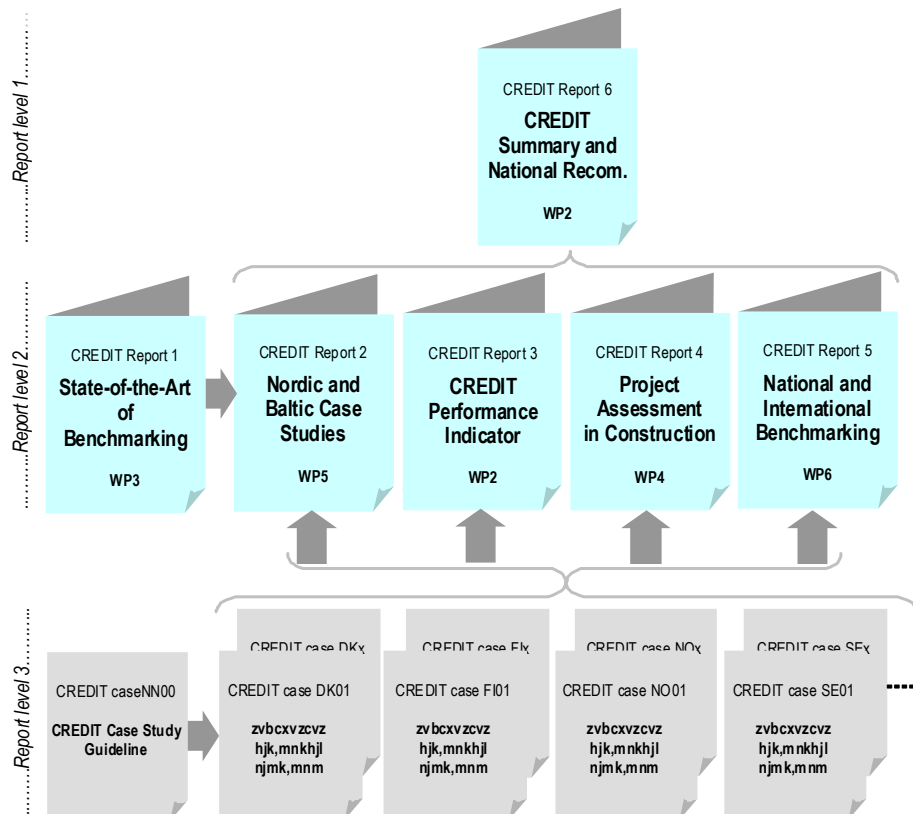 Report level 1
CREDIT Report 6
CREDIT
Summary and
National Recom.
WP2
Report level 2
CREDIT Report 1
State-of-the-Art
of
Benchmarking
WP3
CREDIT Report 2
Nordic and
Baltic Case
Studies
WP5
CREDIT Report 3
CREDIT
Performance
Indicator
WP2
CREDIT Report 4
Project
Assessment
in Construction
WP4
CREDIT Report 5
National and
International
Benchmarking
WP6
Report level 3
CREDIT caseNN00
CREDIT Case Study
Guideline
CREDIT case DKx
CREDIT case DK01
zvbcxvzcvz
hjk,mnkhjl
njmk,mnm
CREDIT case FIx
CREDIT case FI01
zvbcxvzcvz
hjk,mnkhjl
njmk,mnm
CREDIT case NOx
CREDIT case NO01
zvbcxvzcvz
hjk,mnkhjl
njmk,mnm
CREDIT case SEx
CREDIT case SE01
zvbcxvzcvz
hjk,mnkhjl
njmk,mnm